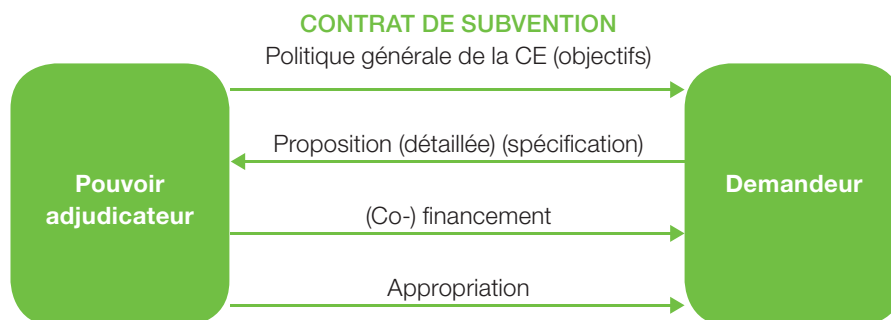 CONTRAT DE SUBVENTION
Politique générale de la CE (objectifs)
Proposition (détaillée) (spécification)
Pouvoir
adjudicateur
Demandeur
(Co-) financement
Appropriation